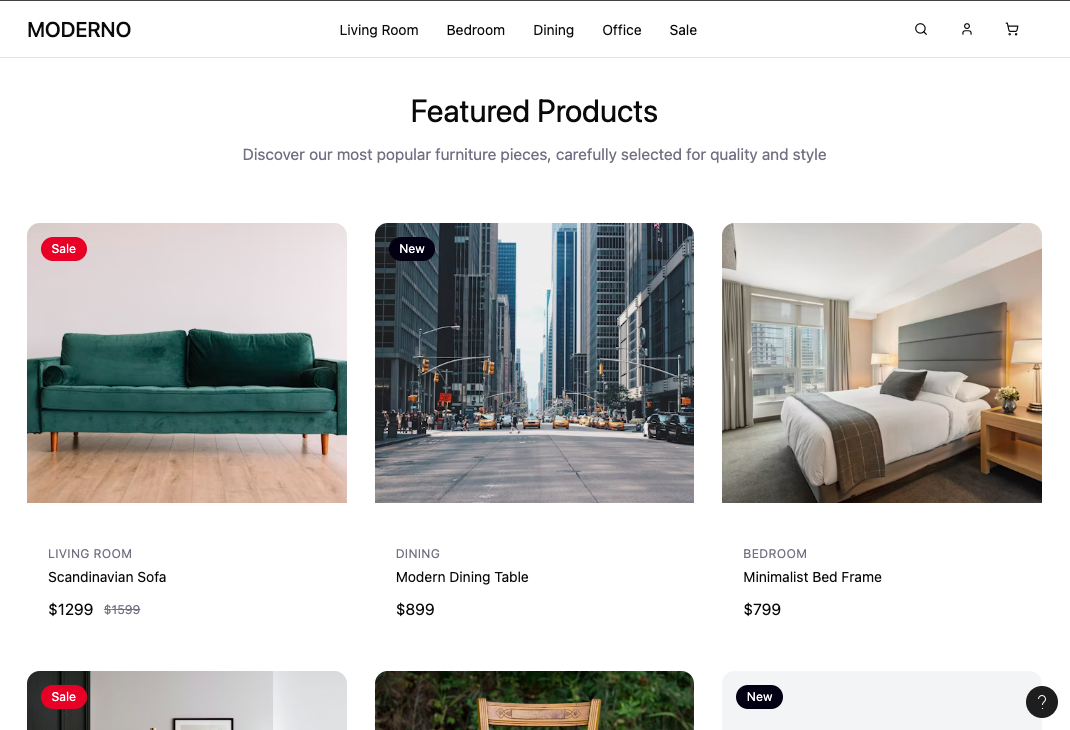 MODERNO
Living Room Bedroom Dining Office Sale
Featured Products
Discover our most popular furniture pieces, carefully selected for quality and style
Sale
New
LIVING ROOM
Scandinavian Sofa
$1299 $1599
DINING
Modern Dining Table
$899
BEDROOM
Minimalist Bed Frame
$799
Sale
New
?